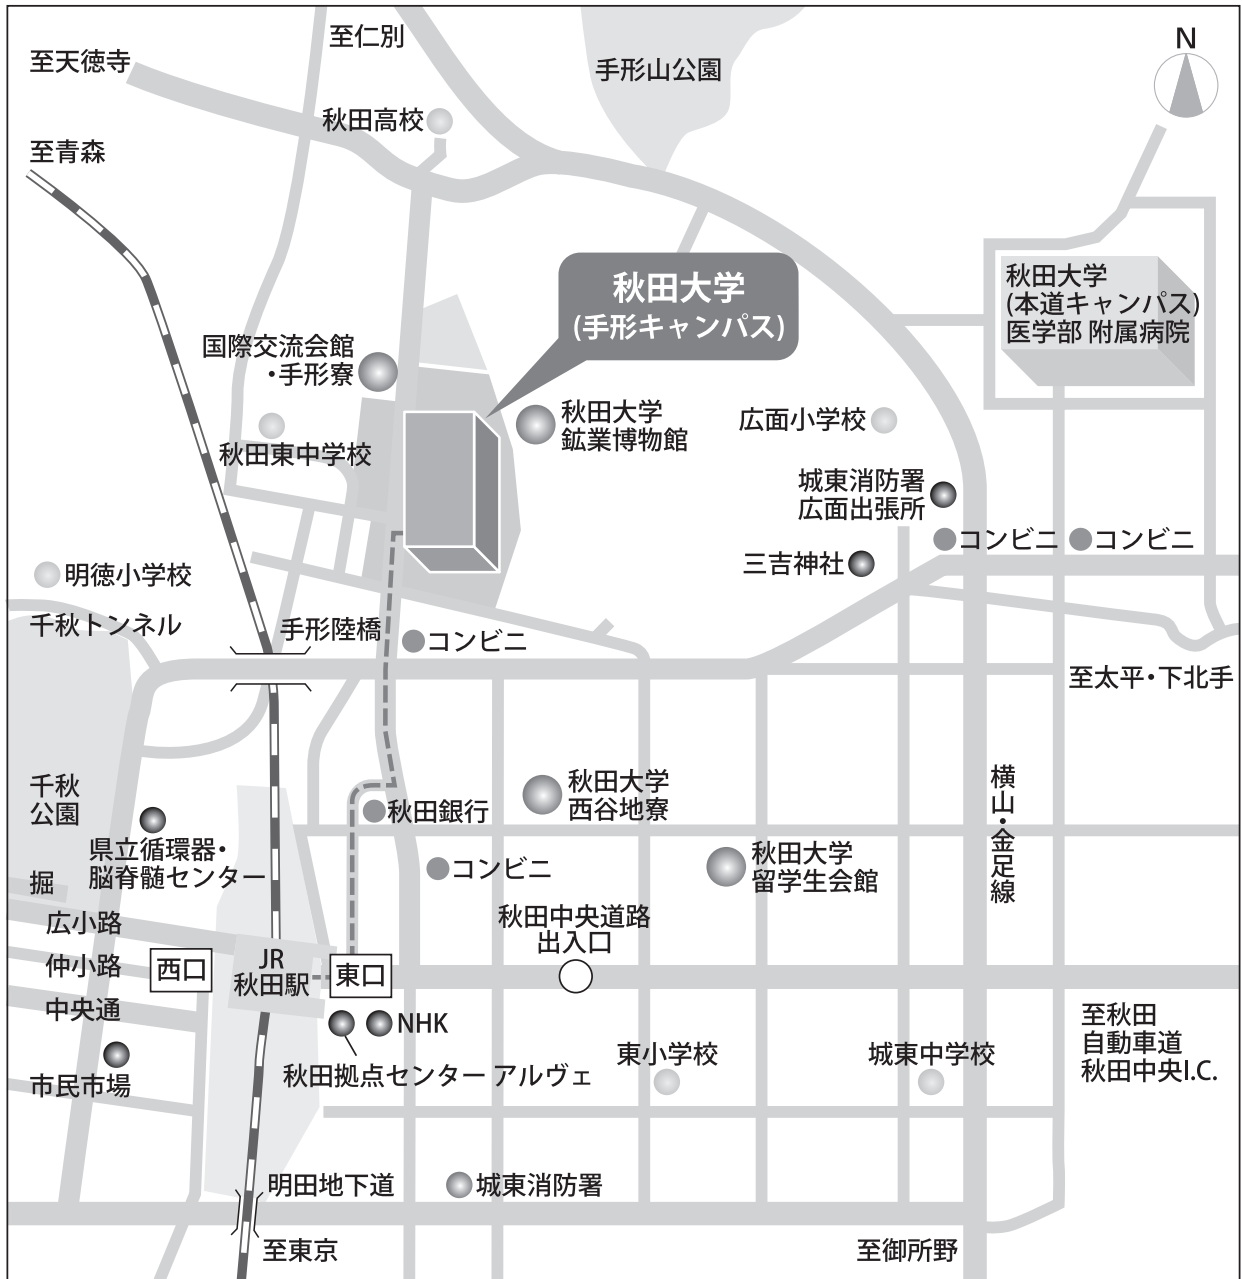 至仁別
至天徳寺
手形山公園
N
秋田高校
至青森
秋田大学
(手形キャンパス)
秋田大学
(本道キャンパス)
医学部 附属病院
国際交流会館
・手形寮
秋田大学
鉱業博物館
広面小学校
秋田東中学校
城東消防署
広面出張所
コンビニ
コンビニ
三吉神社
明徳小学校
千秋トンネル
手形陸橋
コンビニ
至太平・下北手
千秋
公園
秋田大学
西谷地寮
横山・金足線
秋田銀行
県立循環器・
脳脊髄センター
コンビニ
秋田大学
留学生会館
掘
広小路
秋田中央道路
出入口
仲小路
西口
JR
秋田駅
東口
中央通
NHK
至秋田
自動車道
秋田中央I.C.
市民市場
秋田拠点センター アルヴェ
東小学校
城東中学校
明田地下道
城東消防署
至東京
至御所野